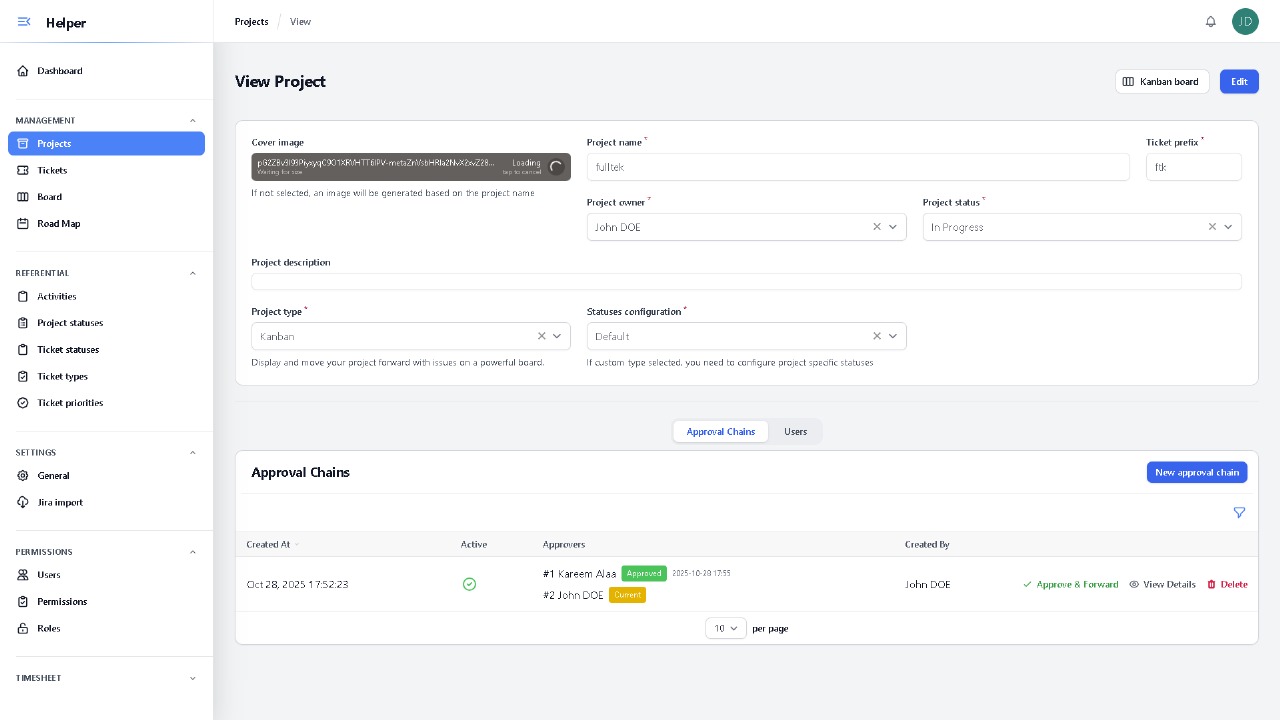 Helper
Projects / View
JD
Dashboard
MANAGEMENT
Projects
Tickets
Board
Road Map
REFERENTIAL
Activities
Project statuses
Ticket statuses
Ticket types
Ticket priorities
SETTINGS
General
Jira import
PERMISSIONS
Users
Permissions
Roles
TIMESHEET
View Project
Kanban board
Edit
Cover image
Loading
Waiting for size
tap to cancel
If not selected, an image will be generated based on the project name
Project name *
fulltek
Ticket prefix *
ftk
Project owner *
John DOE
Project status *
In Progress
Project description
Project type *
Kanban
Display and move your project forward with issues on a powerful board.
Statuses configuration *
Default
If custom type selected, you need to configure project specific statuses
Approval Chains
Users
Approval Chains
New approval chain
Created At Active Approvers Created By
Oct 28, 2025 17:52:23
#1 Kareem Alaa Approved 2025-10-28 17:55
#2 John DOE Current
John DOE
Approve & Forward
View Details
Delete
10 per page